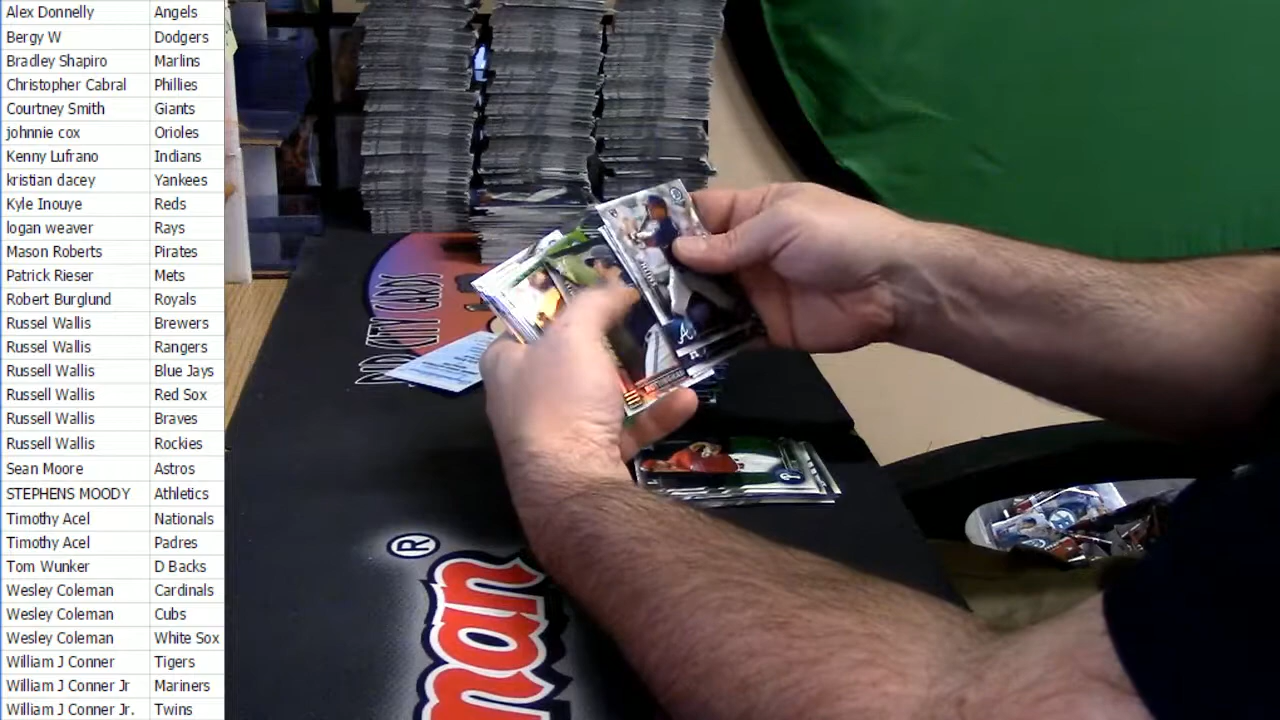 Alex Donnelly Angels
Bergy W Dodgers
Bradley Shapiro Marlins
Christopher Cabral Phillies
Courtney Smith Giants
johnnie cox Orioles
Kenny Lufrano Indians
kristian dacey Yankees
Kyle Inouye Reds
logan weaver Rays
Mason Roberts Pirates
Patrick Rieser Mets
Robert Burglund Royals
Russel Wallis Brewers
Russel Wallis Rangers
Russell Wallis Blue Jays
Russell Wallis Red Sox
Russell Wallis Braves
Russell Wallis Rockies
Sean Moore Astros
STEPHENS MOODY Athletics
Timothy Acel Nationals
Timothy Acel Padres
Tom Wunker D Backs
Wesley Coleman Cardinals
Wesley Coleman Cubs
Wesley Coleman White Sox
William J Conner Tigers
William J Conner Jr Mariners
William J Conner Jr. Twins
CITY CARDS
NOTTINGHAM
A
P
man®